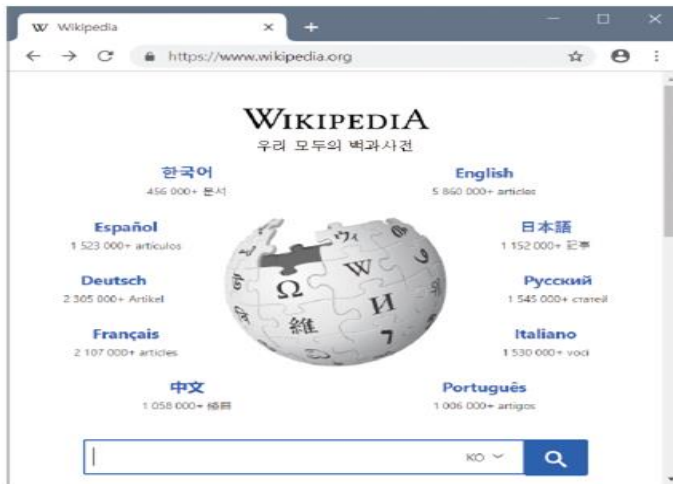 Wikipedia
https://www.wikipedia.org
WIKIPEDIA
우리 모두의 백과사전
한국어
456 000+ 문서
English
5 860 000+ articles
Español
1 523 000+ artículos
日本語
1 152 000+ 記事
Deutsch
2 305 000+ Artikel
Русский
1 545 000+ статей
Français
2 107 000+ articles
Italiano
1 530 000+ voci
中文
1 058 000+ 條目
Português
1 006 000+ artigos
Ω
W
維
И
7
KO